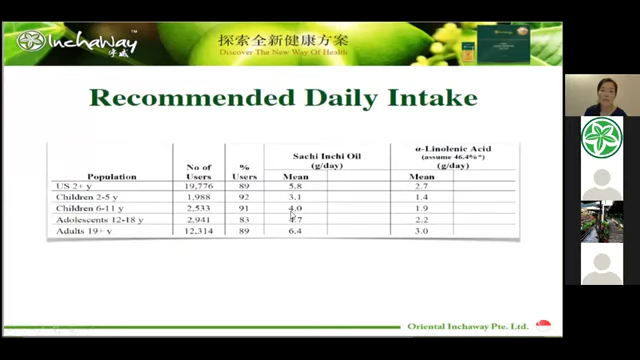 InchaWay™
探索全新健康方案
Discover The New Way Of Health
Recommended Daily Intake
Population No of Users % Users Sachi Inchi Oil (g/day) Mean α-Linolenic Acid (assume 46.4%*) (g/day) Mean
US 2+ y 19,776 89 5.8 2.7
Children 2-5 y 1,988 92 3.1 1.4
Children 6-11 y 2,533 91 4.0 1.9
Adolescents 12-18 y 2,941 83 4.7 2.2
Adults 19+ y 12,314 89 6.4 3.0
Oriental Inchaway Pte. Ltd.